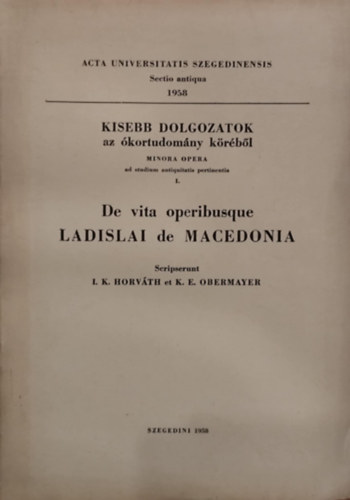 ACTA UNIVERSITATIS SZEGEDINENSIS
Sectio antiqua
1958
KISEBB DOLGOZATOK
az ókortudomány köréből
MINORA OPERA
ad studium antiquitatis pertinentia
I.
De vita operibusque
LADISLAI de MACEDONIA
Scripserunt
I. K. HORVÁTH et K. E. OBERMAYER
SZEGEDINI 1958